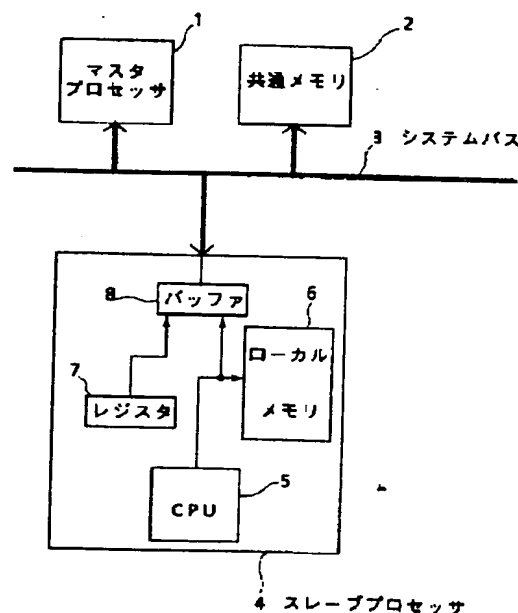 1
マスタ
プロセッサ
2
共通メモリ
3 システムバス
8
バッファ
6
ローカル
メモリ
7
レジスタ
5
CPU
4 スレーブプロセッサ